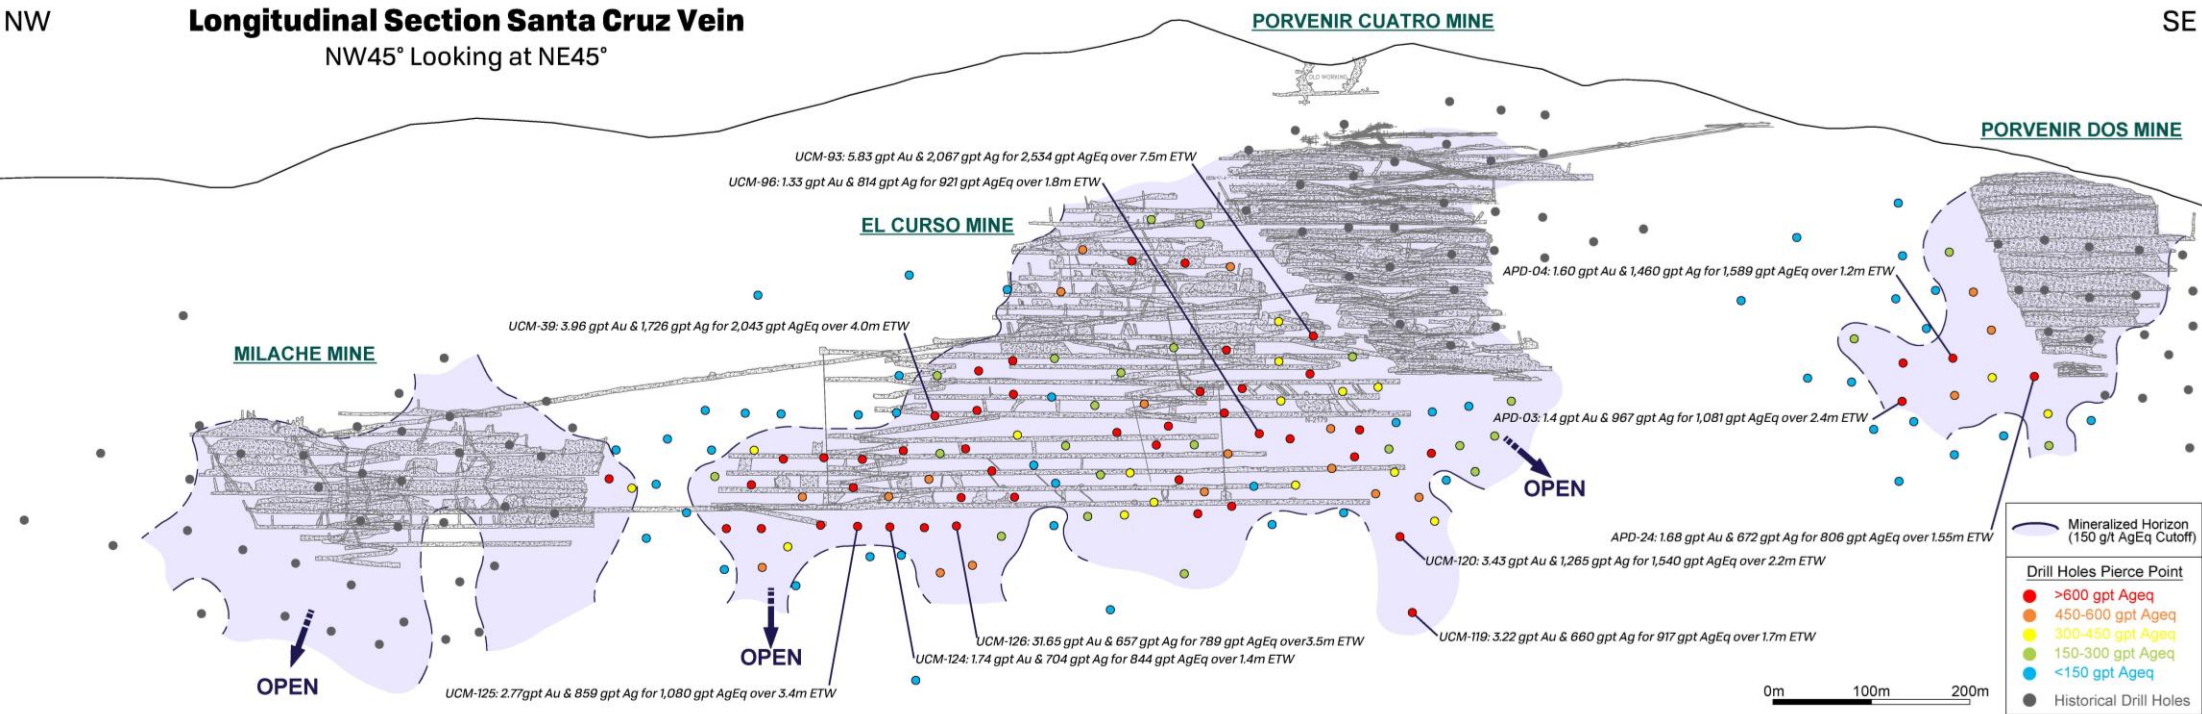 NW
Longitudinal Section Santa Cruz Vein
NW45° Looking at NE45°
PORVENIR CUATRO MINE
SE
OLD WORKING
PORVENIR DOS MINE
UCM-93: 5.83 gpt Au & 2,067 gpt Ag for 2,534 gpt AgEq over 7.5m ETW
UCM-96: 1.33 gpt Au & 814 gpt Ag for 921 gpt AgEq over 1.8m ETW
EL CURSO MINE
APD-04: 1.60 gpt Au & 1,460 gpt Ag for 1,589 gpt AgEq over 1.2m ETW
UCM-39: 3.96 gpt Au & 1,726 gpt Ag for 2,043 gpt AgEq over 4.0m ETW
MILACHE MINE
APD-03: 1.4 gpt Au & 967 gpt Ag for 1,081 gpt AgEq over 2.4m ETW
N-2179
OPEN
APD-24: 1.68 gpt Au & 672 gpt Ag for 806 gpt AgEq over 1.55m ETW
UCM-120: 3.43 gpt Au & 1,265 gpt Ag for 1,540 gpt AgEq over 2.2m ETW
UCM-119: 3.22 gpt Au & 660 gpt Ag for 917 gpt AgEq over 1.7m ETW
UCM-126: 31.65 gpt Au & 657 gpt Ag for 789 gpt AgEq over3.5m ETW
UCM-124: 1.74 gpt Au & 704 gpt Ag for 844 gpt AgEq over 1.4m ETW
OPEN
OPEN
UCM-125: 2.77gpt Au & 859 gpt Ag for 1,080 gpt AgEq over 3.4m ETW
0m 100m 200m
Mineralized Horizon
(150 g/t AgEq Cutoff)
Drill Holes Pierce Point
>600 gpt Ageq
450-600 gpt Ageq
300-450 gpt Ageq
150-300 gpt Ageq
<150 gpt Ageq
Historical Drill Holes